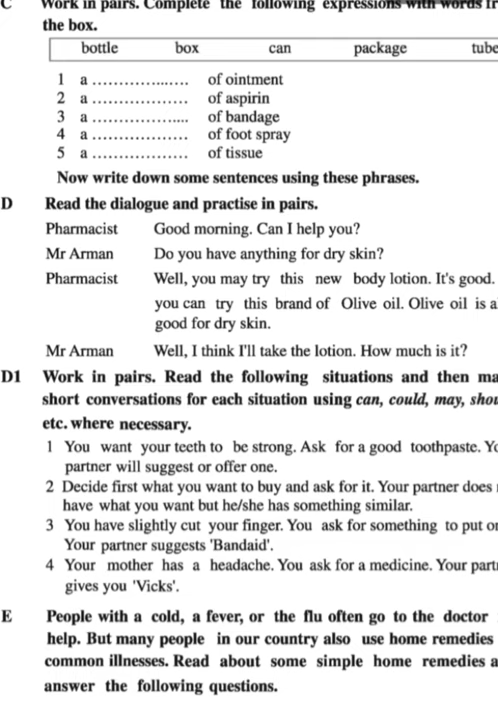 C Work in pairs. Complete the following expressions with words fr
the box.
bottle box can package tube
1 a .................... of ointment
2 a .................... of aspirin
3 a .................... of bandage
4 a .................... of foot spray
5 a .................... of tissue
Now write down some sentences using these phrases.
D Read the dialogue and practise in pairs.
Pharmacist Good morning. Can I help you?
Mr Arman Do you have anything for dry skin?
Pharmacist Well, you may try this new body lotion. It's good.
you can try this brand of Olive oil. Olive oil is a
good for dry skin.
Mr Arman Well, I think I'll take the lotion. How much is it?
D1 Work in pairs. Read the following situations and then ma
short conversations for each situation using can, could, may, shou
etc. where necessary.
1 You want your teeth to be strong. Ask for a good toothpaste. Yo
partner will suggest or offer one.
2 Decide first what you want to buy and ask for it. Your partner does
have what you want but he/she has something similar.
3 You have slightly cut your finger. You ask for something to put on
Your partner suggests 'Bandaid'.
4 Your mother has a headache. You ask for a medicine. Your part
gives you 'Vicks'.
E People with a cold, a fever, or the flu often go to the doctor
help. But many people in our country also use home remedies
common illnesses. Read about some simple home remedies a
answer the following questions.